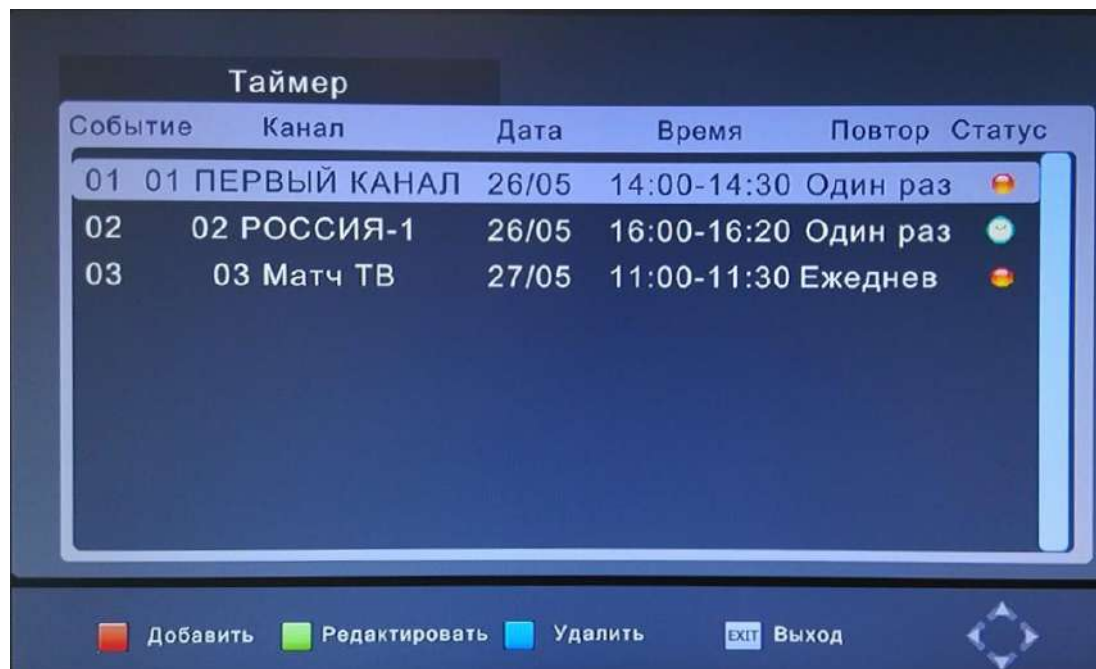 Таймер
Событие Канал Дата Время Повтор Статус
01 01 ПЕРВЫЙ КАНАЛ 26/05 14:00-14:30 Один раз
02 02 РОССИЯ-1 26/05 16:00-16:20 Один раз
03 03 Матч ТВ 27/05 11:00-11:30 Ежеднев
Добавить Редактировать Удалить EXIT Выход